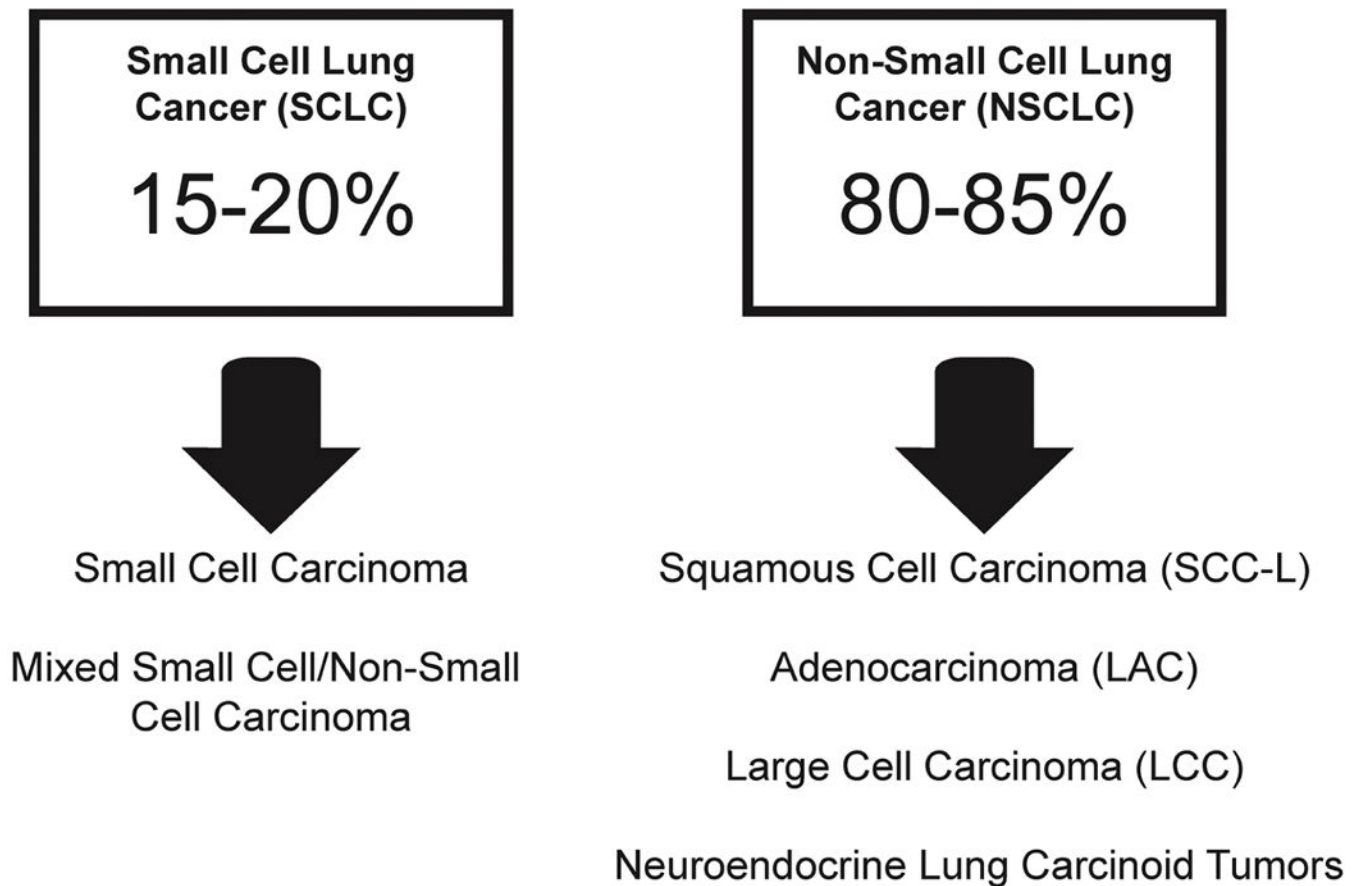 Small Cell Lung
Cancer (SCLC)
15-20%
Small Cell Carcinoma
Mixed Small Cell/Non-Small
Cell Carcinoma
Non-Small Cell Lung
Cancer (NSCLC)
80-85%
Squamous Cell Carcinoma (SCC-L)
Adenocarcinoma (LAC)
Large Cell Carcinoma (LCC)
Neuroendocrine Lung Carcinoid Tumors